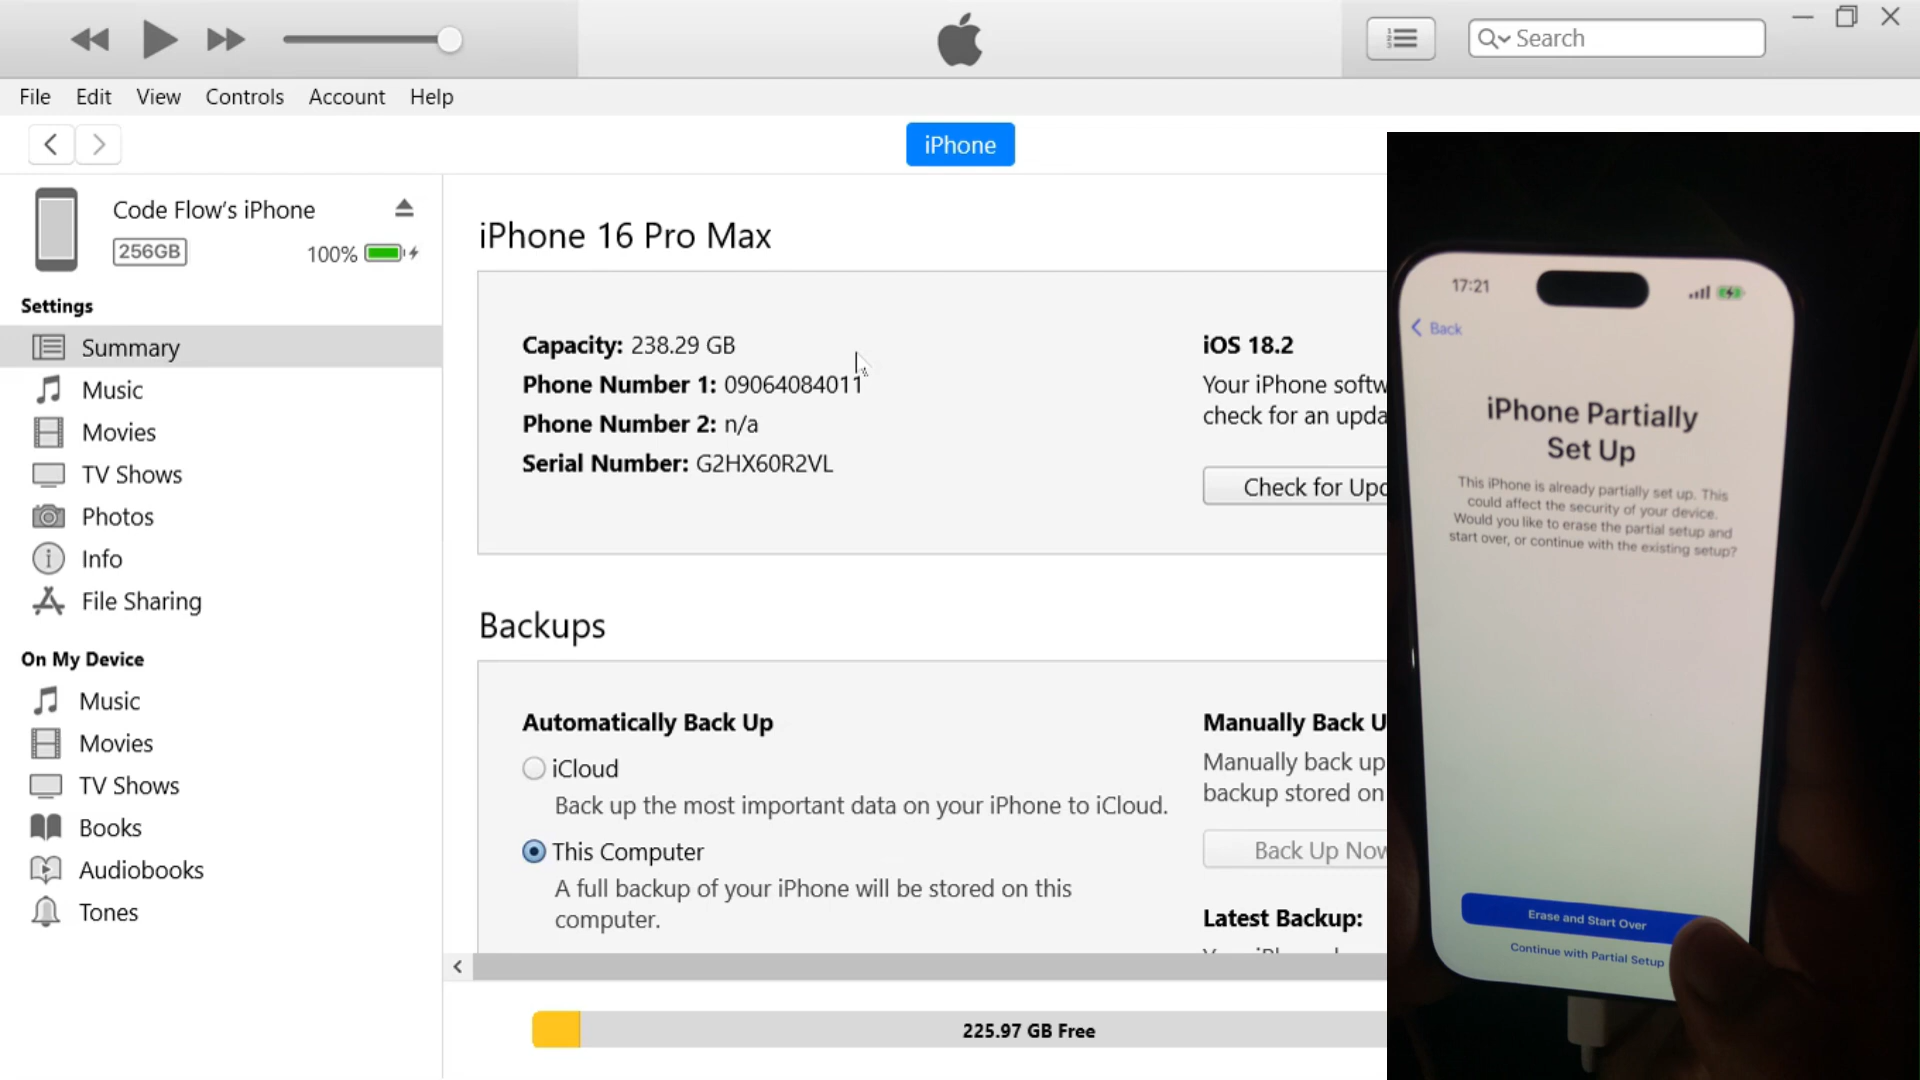 Search
File Edit View Controls Account Help
iPhone
Code Flow's iPhone
256GB
100%
Settings
Summary
Music
Movies
TV Shows
Photos
Info
File Sharing
On My Device
Music
Movies
TV Shows
Books
Audiobooks
Tones
iPhone 16 Pro Max
Capacity: 238.29 GB
Phone Number 1: 09064084011
Phone Number 2: n/a
Serial Number: G2HX60R2VL
iOS 18.2
Your iPhone softw
check for an upda
Check for Upd
Backups
Automatically Back Up
iCloud
Back up the most important data on your iPhone to iCloud.
This Computer
A full backup of your iPhone will be stored on this
computer.
Manually Back U
Manually back up
backup stored on
Back Up Now
Latest Backup:
225.97 GB Free
17:21
Back
iPhone Partially
Set Up
This iPhone is already partially set up. This
could affect the security of your device.
Would you like to erase the partial setup and
start over, or continue with the existing setup?
Erase and Start Over
Continue with Partial Setup